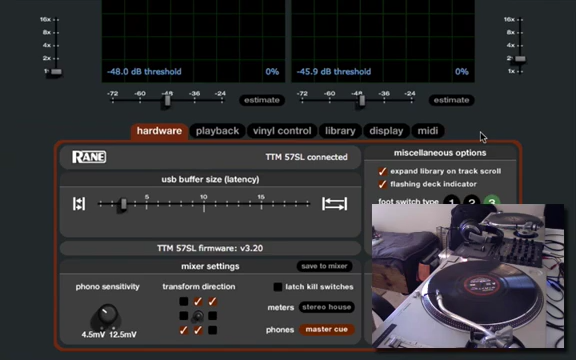 16x
8x
4x
2x
1x
-48.0 dB threshold 0%
-45.9 dB threshold 0%
16x
8x
4x
2x
1x
-72 -60 -48 -36 -24
estimate
-72 -60 -48 -36 -24
estimate
hardware playback vinyl control library display midi
RANE TTM 57SL connected
usb buffer size (latency)
5 10 15
TTM 57SL firmware: v3.20
mixer settings save to mixer
phono sensitivity transform direction
4.5mV 12.5mV
latch kill switches
meters stereo house
phones master cue
miscellaneous options
expand library on track scroll
flashing deck indicator
foot switch type 1 2 3